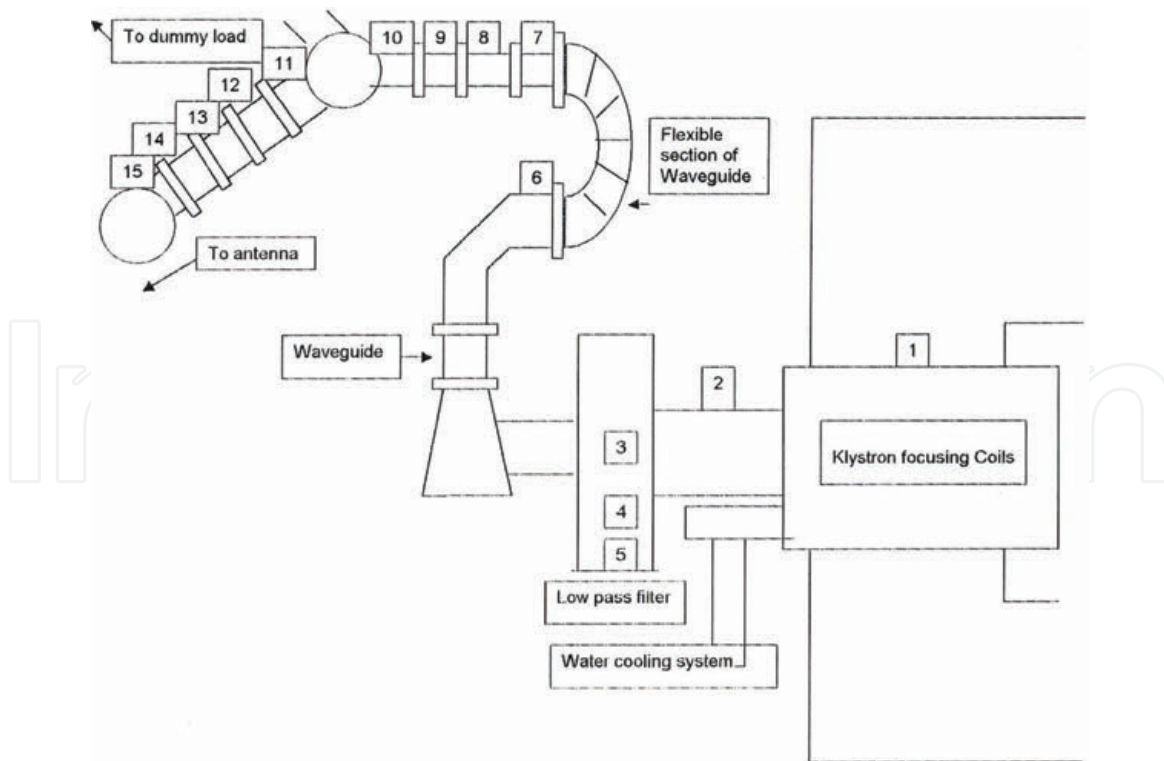 To dummy load
10
9
8
7
11
12
13
14
15
6
Flexible
section of
Waveguide
To antenna
Waveguide
1
2
3
Klystron focusing Coils
4
5
Low pass filter
Water cooling system